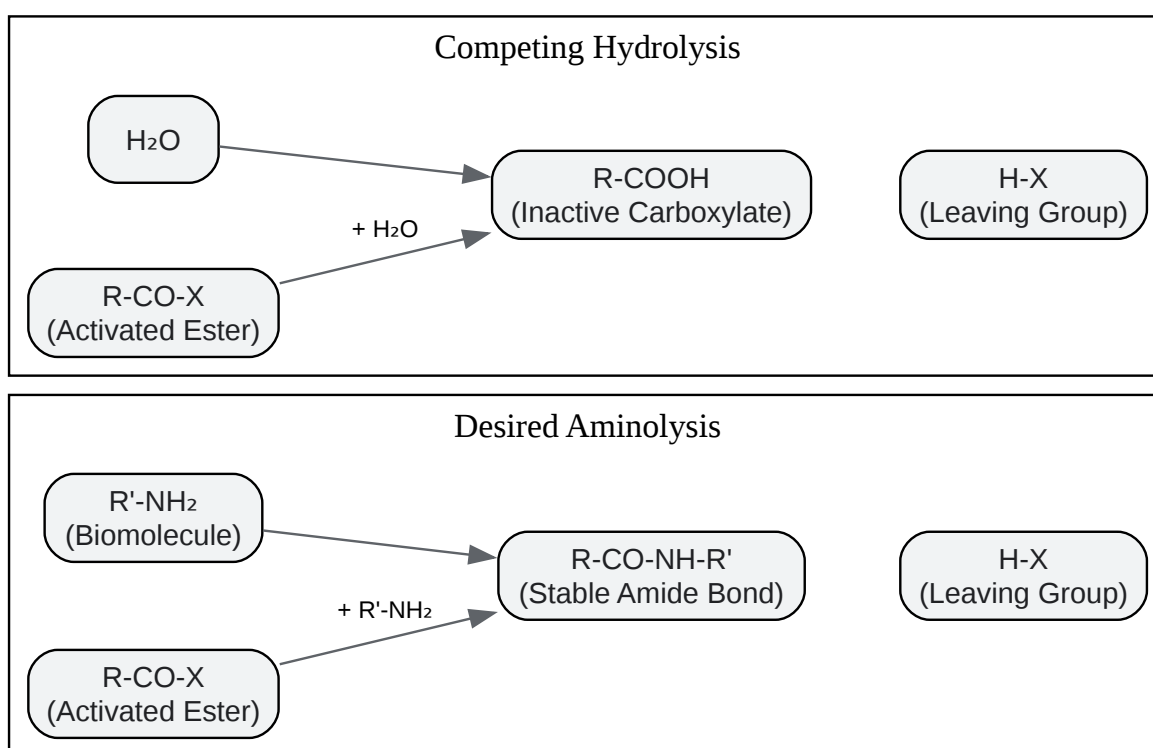 Competing Hydrolysis
H₂O
R-COOH
(Inactive Carboxylate)
H-X
(Leaving Group)
+ H₂O
R-CO-X
(Activated Ester)
Desired Aminolysis
R'-NH₂
(Biomolecule)
R-CO-NH-R'
(Stable Amide Bond)
H-X
(Leaving Group)
+ R'-NH₂
R-CO-X
(Activated Ester)